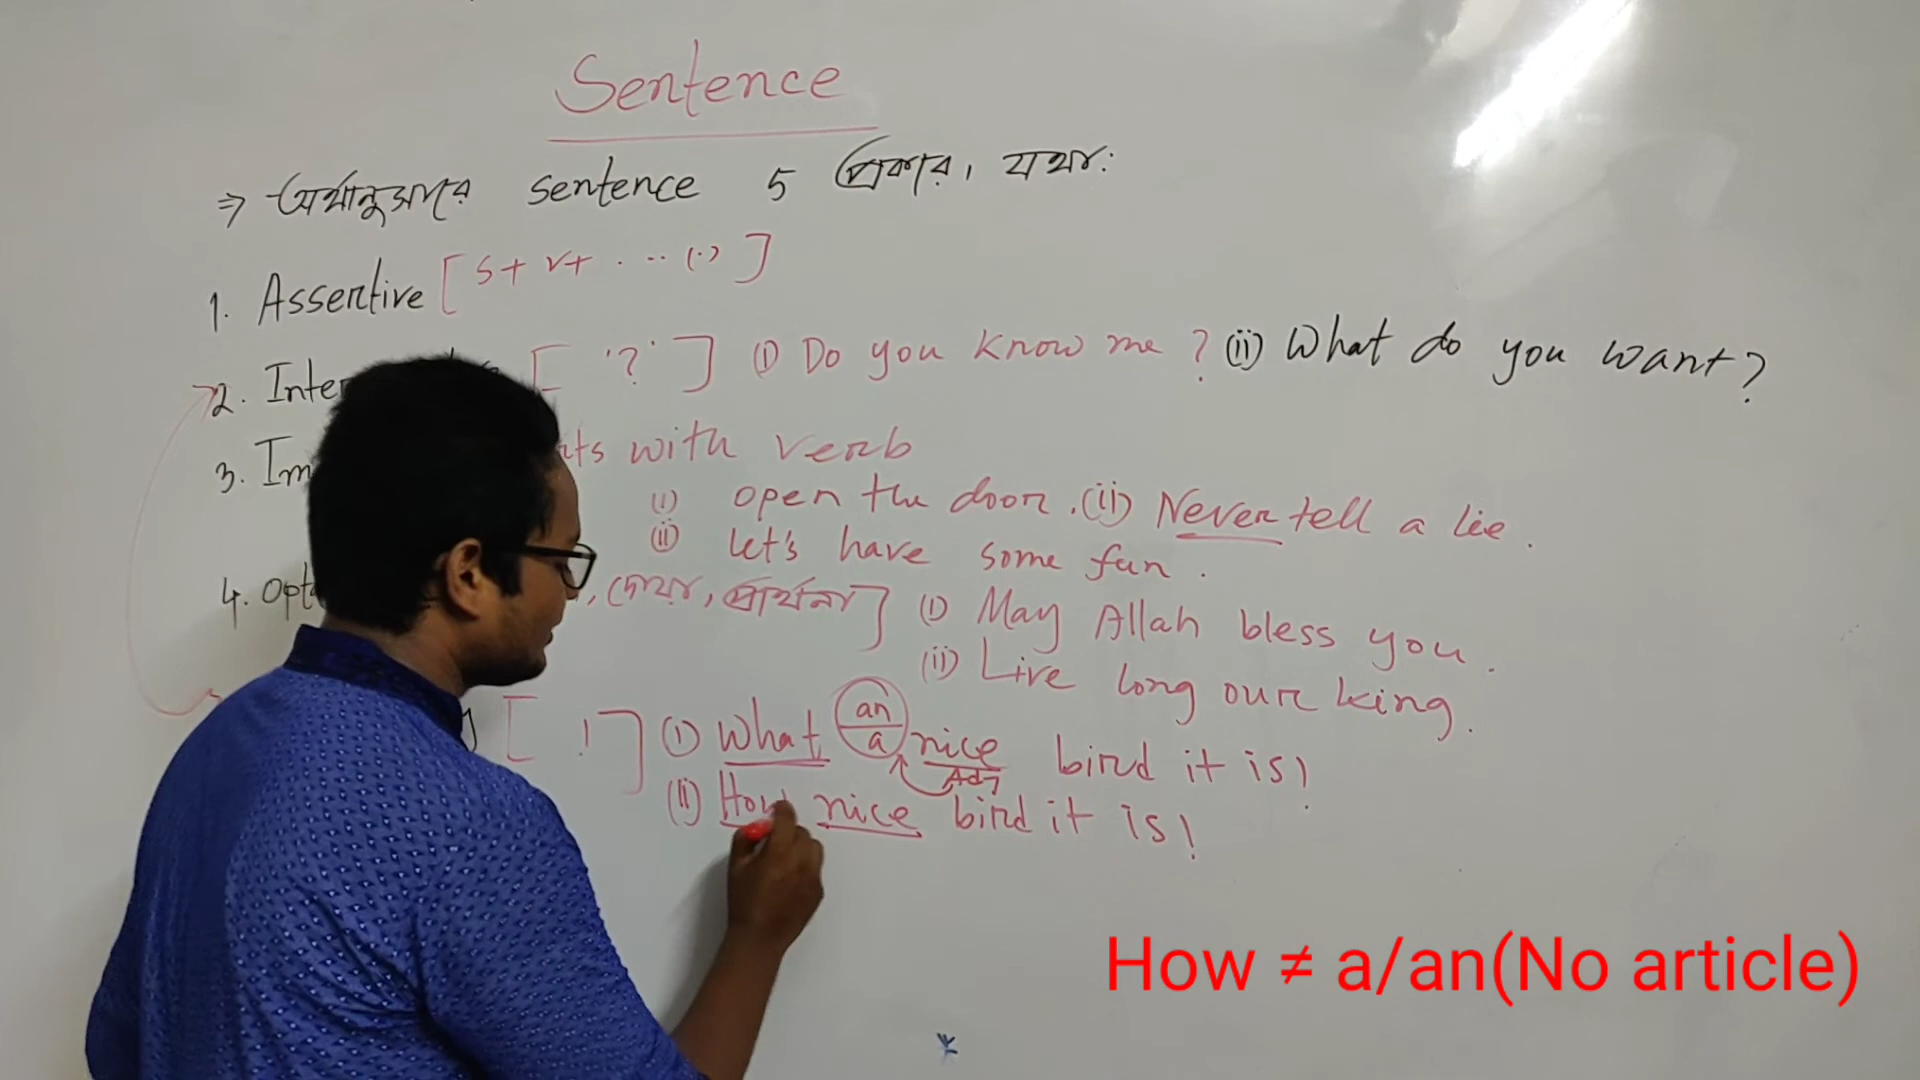 Sentence
⇒ অর্থানুসারে sentence 5 প্রকার, যথা:
1. Assertive [ S + V + . ... (.) ]
2. Inter [ '?' ] (i) Do you know me ? (ii) What do you want?
3. Im with verb
(i) open the door. (ii) Never tell a lie.
(ii) Let's have some fun.
4. opt , দোয়া, প্রার্থনা ] (i) May Allah bless you.
(ii) Live long our king.
[ ! ] (i) What an/a nice bird it is!
Adj
(ii) How nice bird it is!
How ≠ a/an(No article)